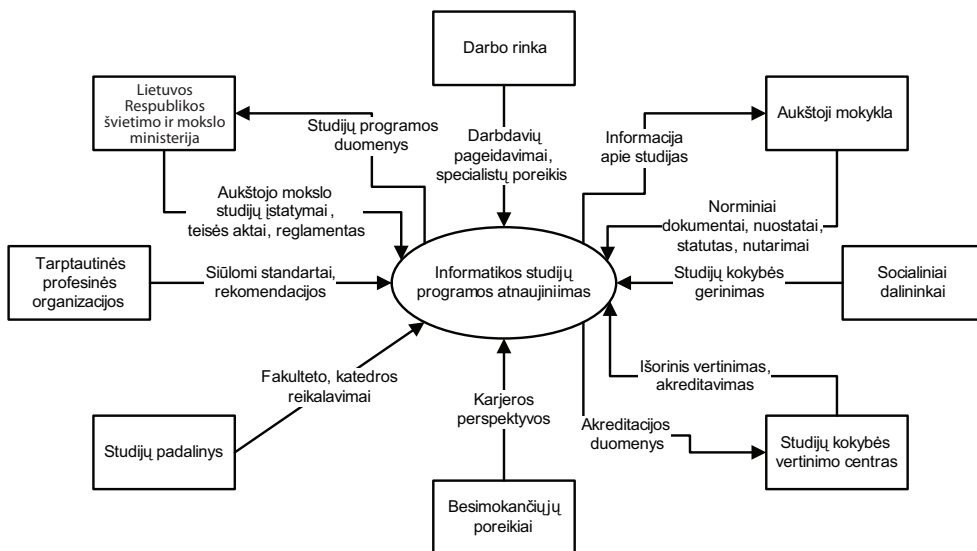 Darbo rinka
Lietuvos
Respublikos
švietimo ir mokslo
ministerija
Studijų programos
duomenys
Darbdavių
pageidavimai,
specialistų poreikis
Informacija
apie studijas
Aukštoji mokykla
Aukštojo mokslo
studijų įstatymai,
teisės aktai, reglamentas
Norminiai
dokumentai, nuostatai,
statutas, nutarimai
Tarptautinės
profesinės
organizacijos
Siūlomi standartai,
rekomendacijos
Informatikos studijų
programos atnaujiniimas
Studijų kokybės
gerinimas
Socialiniai
dalininkai
Fakulteto, katedros
reikalavimai
Išorinis vertinimas,
akreditavimas
Studijų padalinys
Karjeros
perspektyvos
Akreditacijos
duomenys
Studijų kokybės
vertinimo centras
Besimokančiųjų
poreikiai